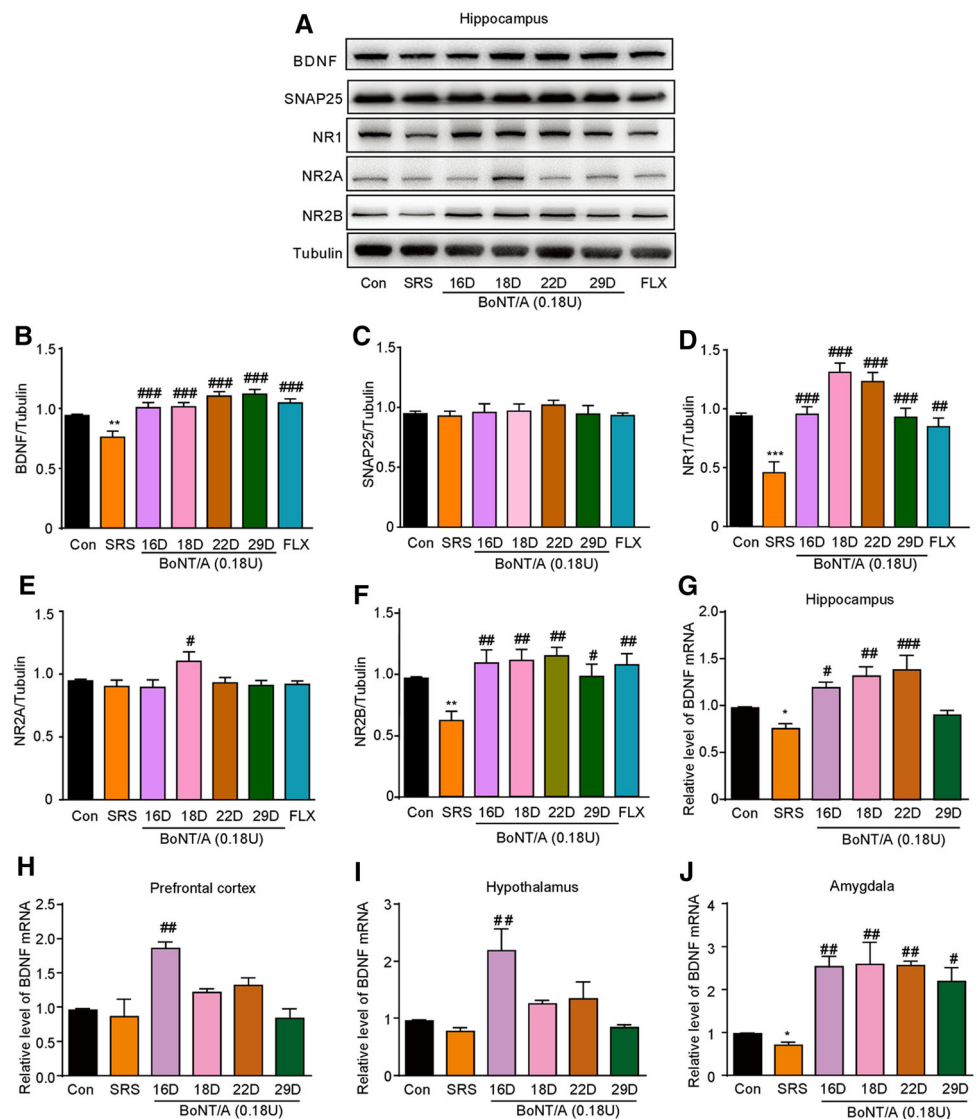 A
Hippocampus
BDNF
SNAP25
NR1
NR2A
NR2B
Tubulin
Con SRS 16D 18D 22D 29D FLX
BoNT/A (0.18U)
B
BDNF/Tubulin
1.5
1.0
0.5
0
** ### ### ### ### ###
Con SRS 16D 18D 22D 29D FLX
BoNT/A (0.18U)
C
SNAP25/Tubulin
1.5
1.0
0.5
0
Con SRS 16D 18D 22D 29D FLX
BoNT/A (0.18U)
D
NR1/Tubulin
1.5
1.0
0.5
0
*** ### ### ### ### ##
Con SRS 16D 18D 22D 29D FLX
BoNT/A (0.18U)
E
NR2A/Tubulin
1.5
1.0
0.5
0
#
Con SRS 16D 18D 22D 29D FLX
BoNT/A (0.18U)
F
NR2B/Tubulin
1.5
1.0
0.5
0
** ## ## ## # ##
Con SRS 16D 18D 22D 29D FLX
BoNT/A (0.18U)
G
Hippocampus
Relative level of BDNF mRNA
2.0
1.5
1.0
0.5
0.0
* # ## ###
Con SRS 16D 18D 22D 29D
BoNT/A (0.18U)
H
Prefrontal cortex
Relative level of BDNF mRNA
2.5
2.0
1.5
1.0
0.5
0.0
##
Con SRS 16D 18D 22D 29D
BoNT/A (0.18U)
I
Hypothalamus
Relative level of BDNF mRNA
4
3
2
1
0
##
Con SRS 16D 18D 22D 29D
BoNT/A (0.18U)
J
Amygdala
Relative level of BDNF mRNA
4
3
2
1
0
* ## ## ## #
Con SRS 16D 18D 22D 29D
BoNT/A (0.18U)